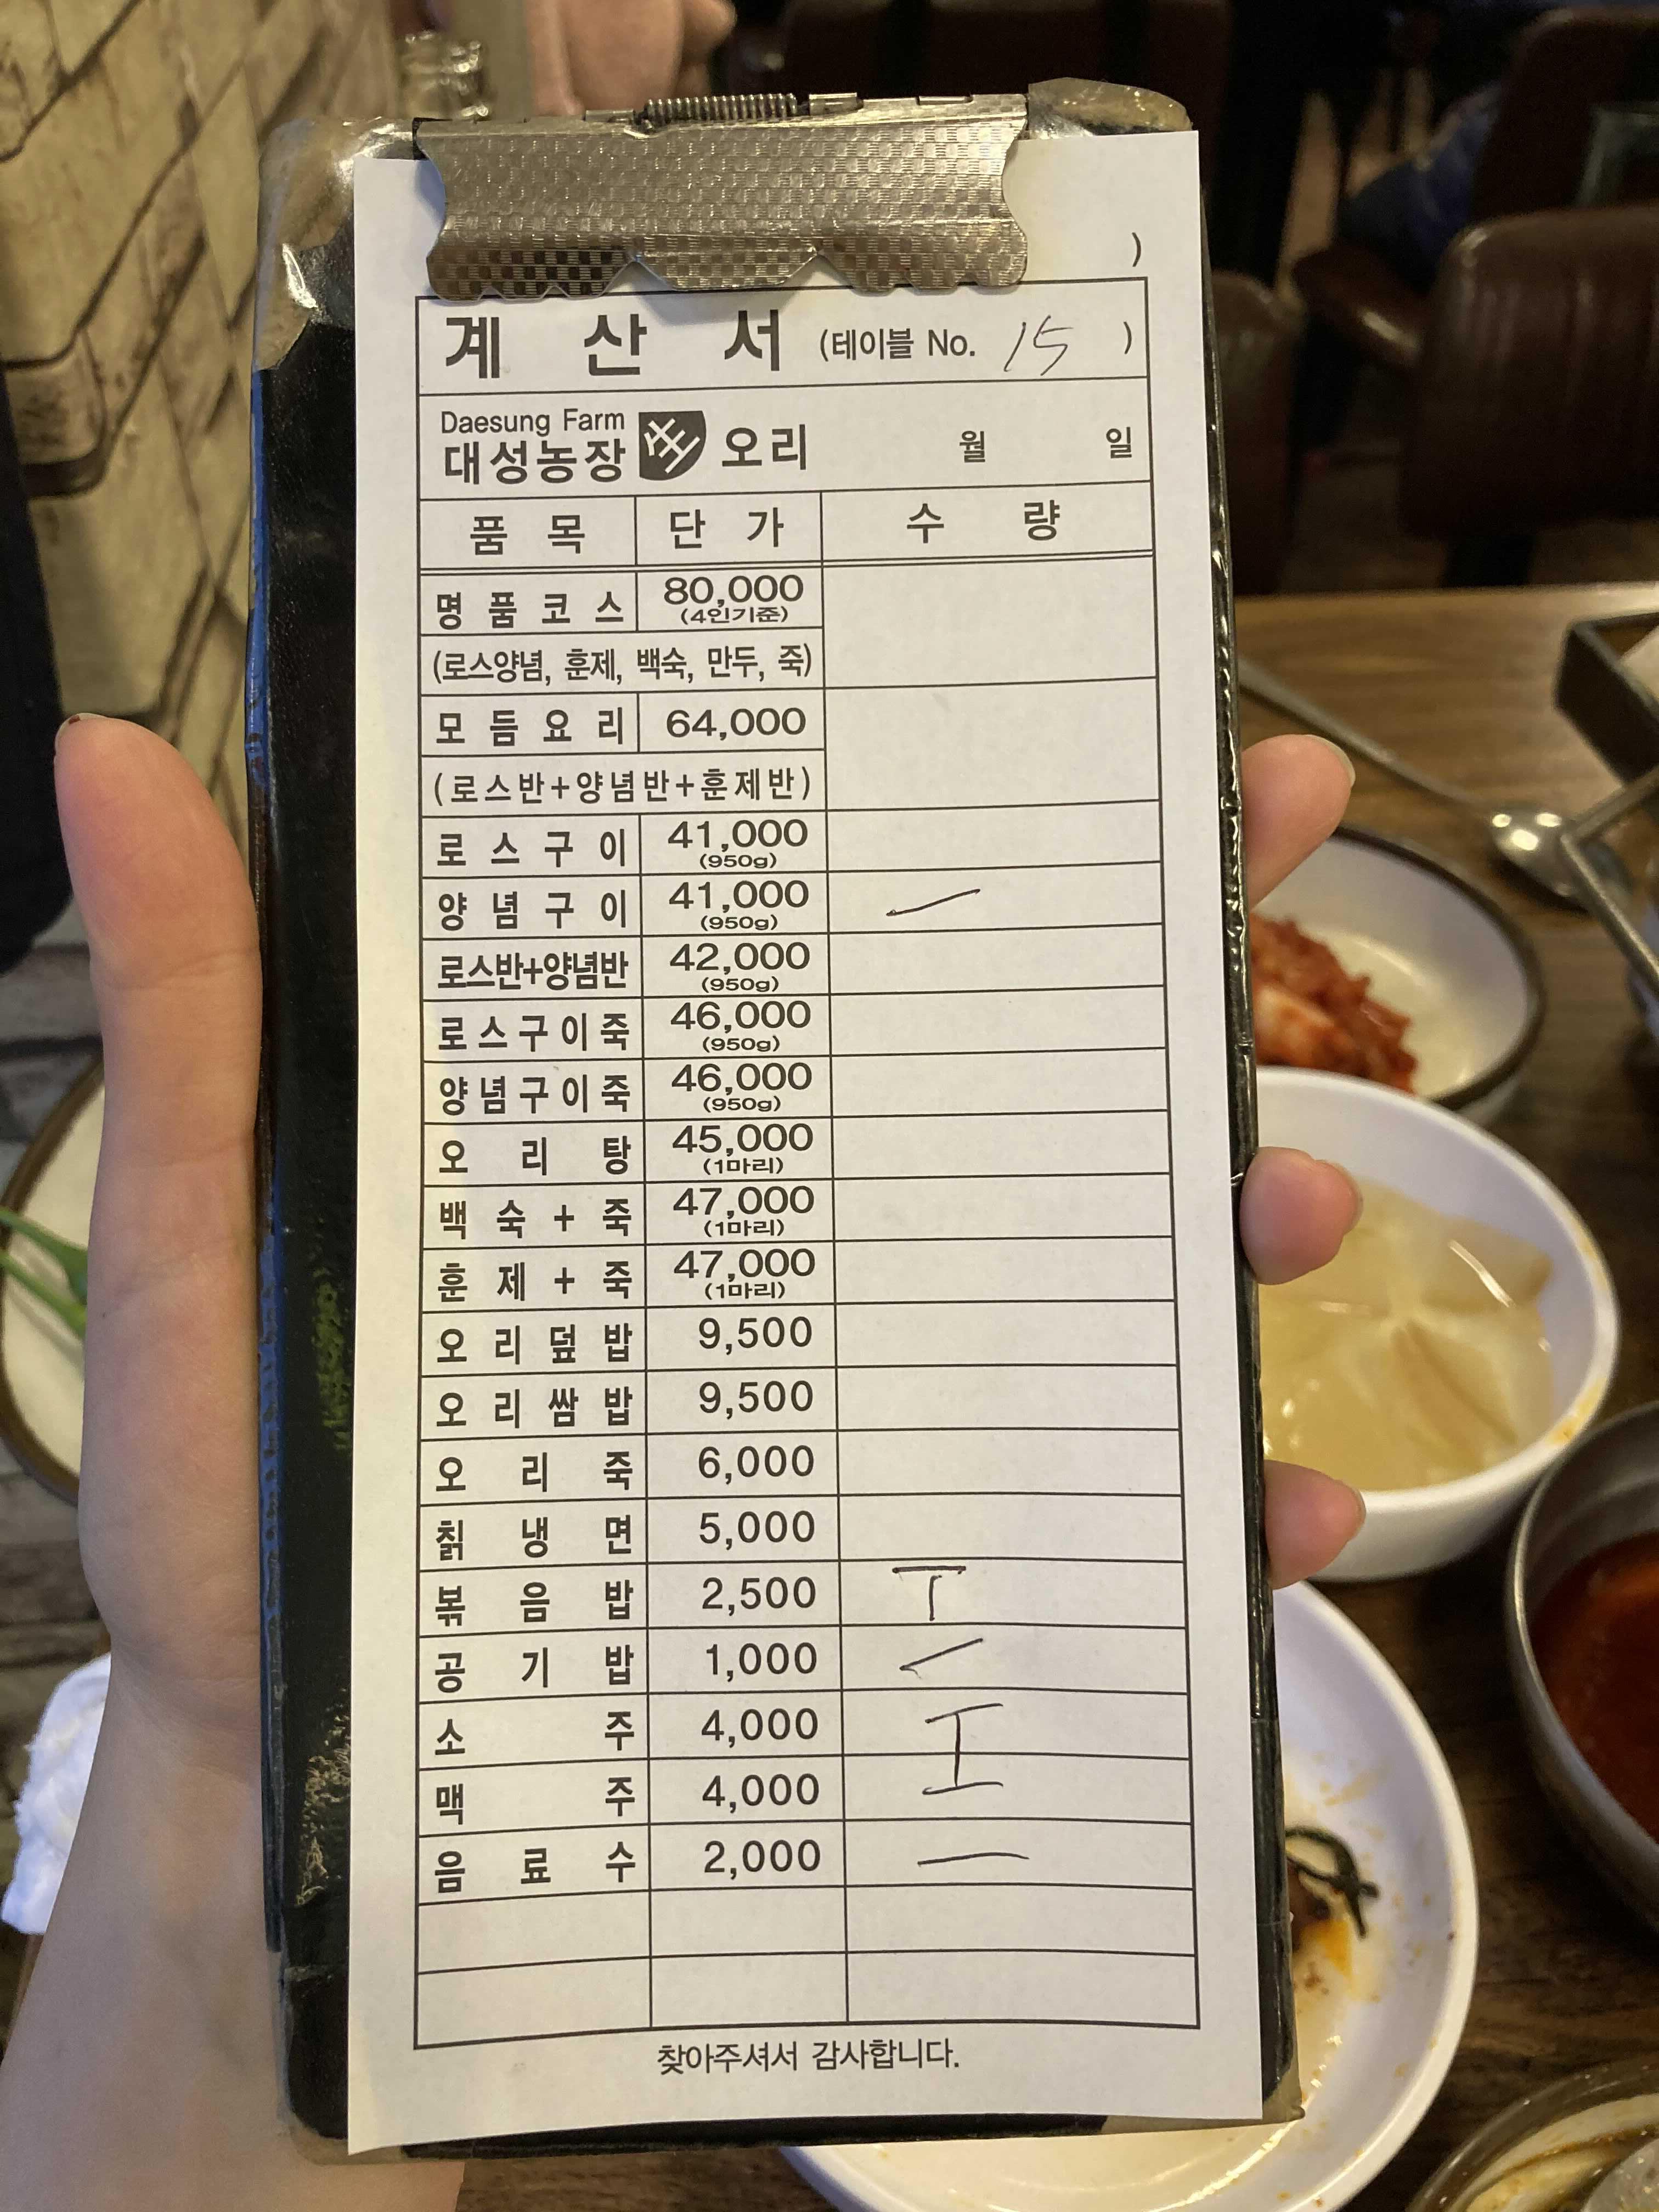 )
계 산 서 (테이블 No. 15 )
Daesung Farm
대성농장 生 오리 월 일
품 목 단 가 수 량
명 품 코 스 80,000
(4인기준)
(로스양념, 훈제, 백숙, 만두, 죽)
모 듬 요 리 64,000
(로스반+양념반+훈제반)
로 스 구 이 41,000
(950g)
양 념 구 이 41,000 一
(950g)
로스반+양념반 42,000
(950g)
로 스 구 이 죽 46,000
(950g)
양 념 구 이 죽 46,000
(950g)
오 리 탕 45,000
(1마리)
백 숙 + 죽 47,000
(1마리)
훈 제 + 죽 47,000
(1마리)
오 리 덮 밥 9,500
오 리 쌈 밥 9,500
오 리 죽 6,000
칡 냉 면 5,000
볶 음 밥 2,500 T
공 기 밥 1,000 一
소 주 4,000 工
맥 주 4,000
음 료 수 2,000 一
찾아주셔서 감사합니다.